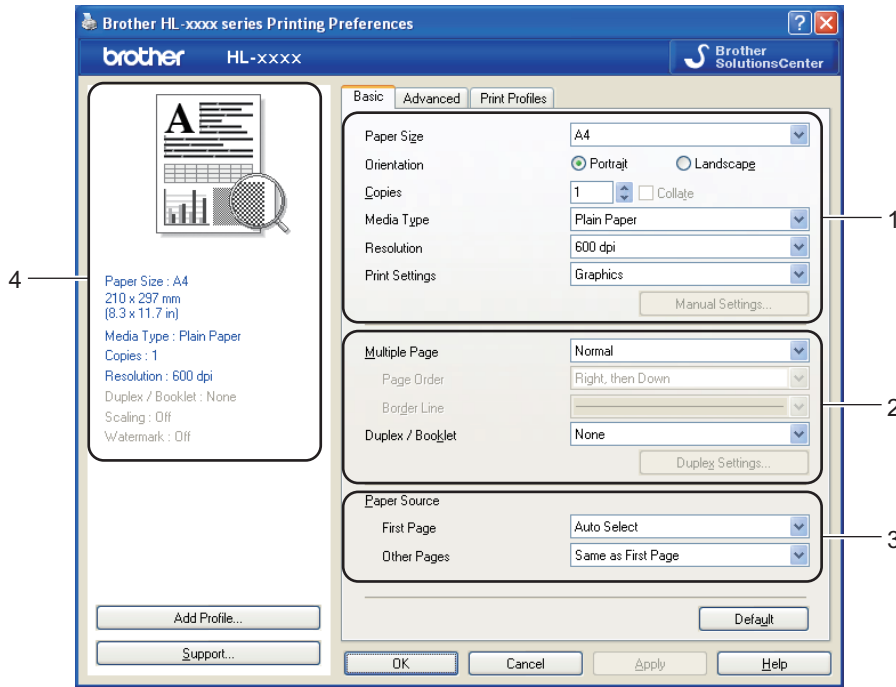 Brother HL-xxxx series Printing Preferences
brother HL-xxxx
Brother
SolutionsCenter
A
Paper Size : A4
210 x 297 mm
(8.3 x 11.7 in)
Media Type : Plain Paper
Copies : 1
Resolution : 600 dpi
Duplex / Booklet : None
Scaling : Off
Watermark : Off
4
Add Profile...
Support...
Basic Advanced Print Profiles
Paper Size A4
Orientation Portrait Landscape
Copies 1 Collate
Media Type Plain Paper
Resolution 600 dpi
Print Settings Graphics
Manual Settings...
1
Multiple Page Normal
Page Order Right, then Down
Border Line
Duplex / Booklet None
Duplex Settings...
2
Paper Source
First Page Auto Select
Other Pages Same as First Page
3
Default
OK Cancel Apply Help